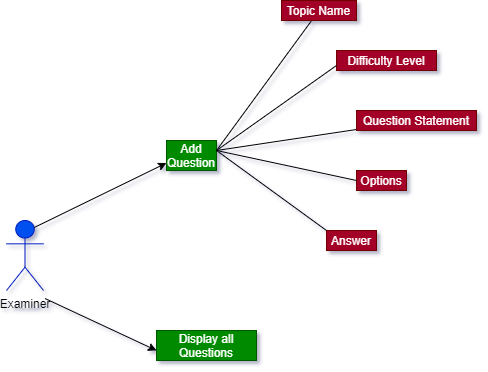 Topic Name
Difficulty Level
Question Statement
Add
Question
Options
Answer
Examiner
Display all
Questions